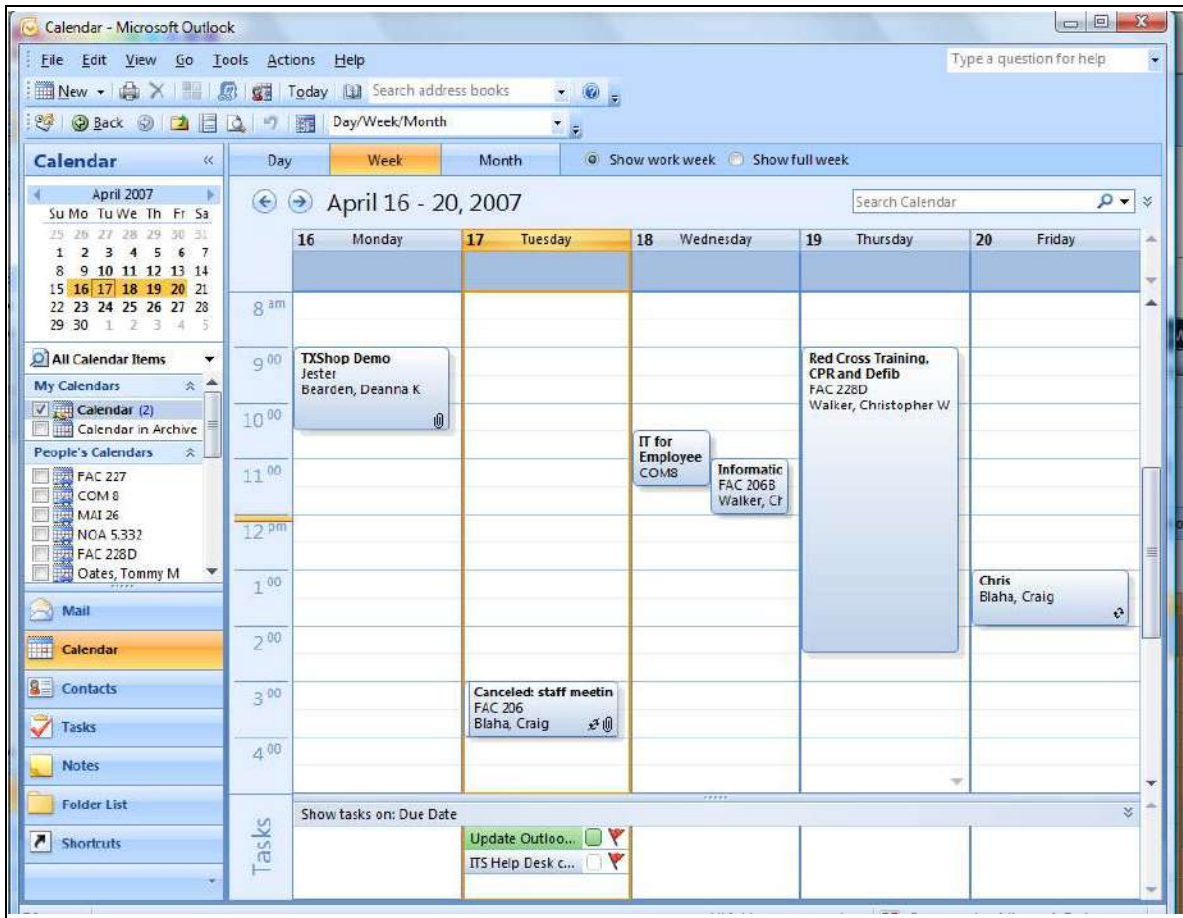 Calendar - Microsoft Outlook
File Edit View Go Tools Actions Help
Type a question for help
New Today Search address books
Back Day/Week/Month
Calendar «
Day Week Month Show work week Show full week
April 2007
Su Mo Tu We Th Fr Sa
25 26 27 28 29 30 31
1 2 3 4 5 6 7
8 9 10 11 12 13 14
15 16 17 18 19 20 21
22 23 24 25 26 27 28
29 30 1 2 3 4 5
April 16 - 20, 2007
Search Calendar
16 Monday
17 Tuesday
18 Wednesday
19 Thursday
20 Friday
All Calendar Items
My Calendars
Calendar (2)
Calendar in Archive
People's Calendars
FAC 227
COM 8
MAI 26
NOA 5.332
FAC 228D
Oates, Tommy M
Mail
Calendar
Contacts
Tasks
Notes
Folder List
Shortcuts
8 am
9 00
10 00
11 00
12 pm
1 00
2 00
3 00
4 00
TXShop Demo
Jester
Bearden, Deanna K
Canceled: staff meetin
FAC 206
Blaha, Craig
IT for
Employee
COM8
Informatic
FAC 206B
Walker, Ch
Red Cross Training,
CPR and Defib
FAC 228D
Walker, Christopher W
Chris
Blaha, Craig
Tasks
Show tasks on: Due Date
Update Outloo...
ITS Help Desk c...